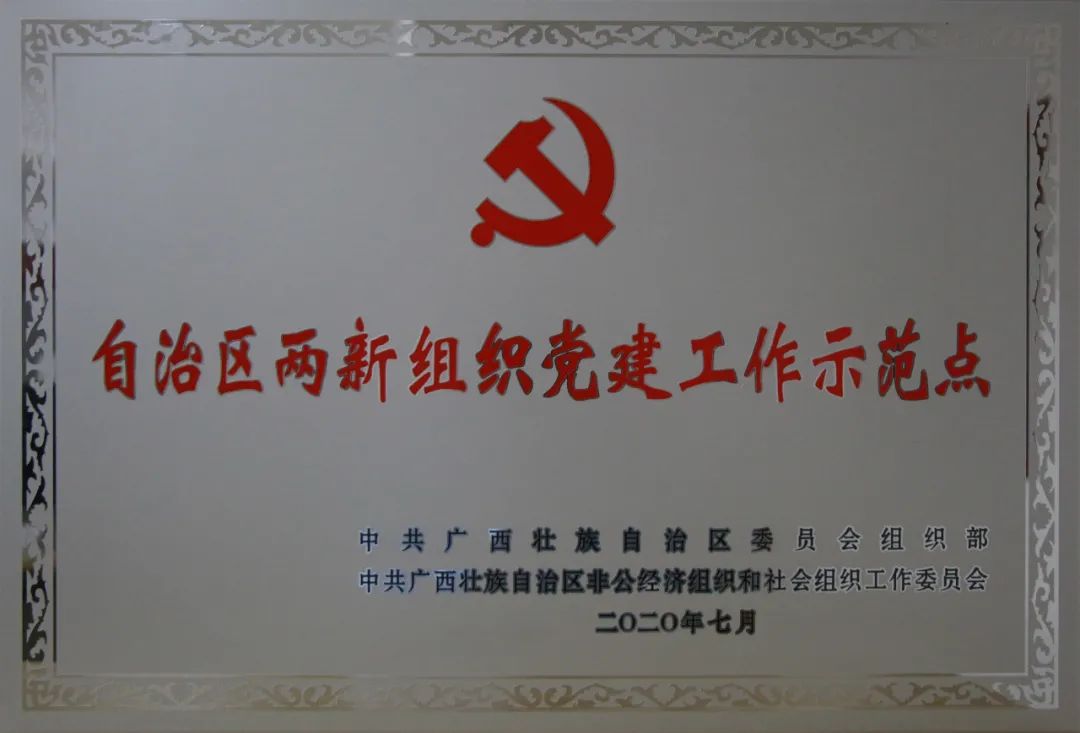 自治区两新组织党建工作示范点
中共广西壮族自治区委员会组织部
中共广西壮族自治区非公经济组织和社会组织工作委员会
二〇二〇年七月